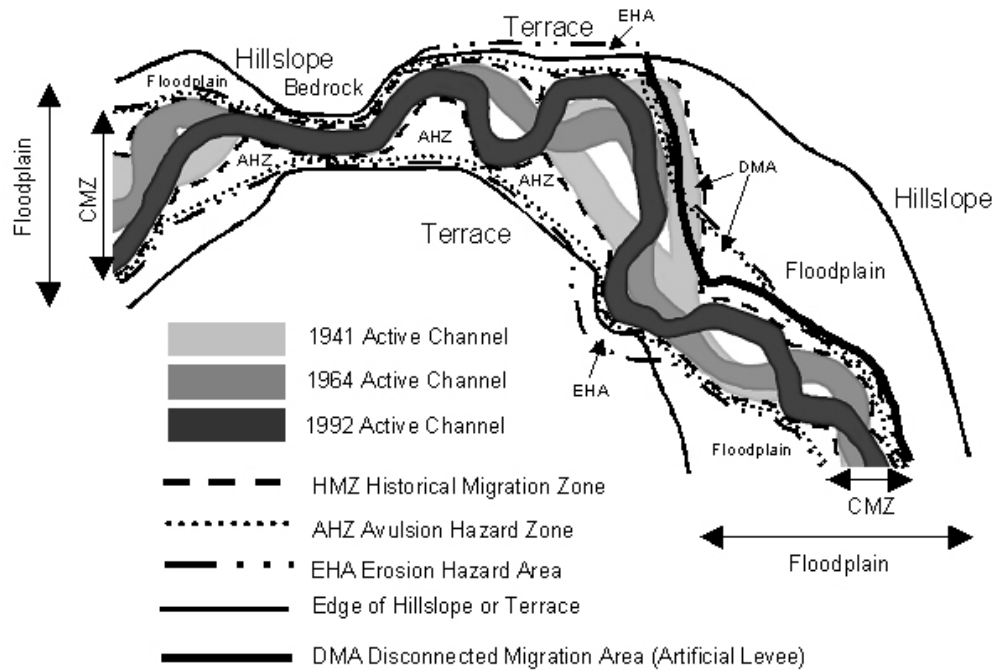 EHA
Terrace
Hillslope
Bedrock
Floodplain
AHZ
AHZ
AHZ
DMA
Hillslope
Floodplain
CMZ
Terrace
Floodplain
EHA
Floodplain
CMZ
Floodplain
1941 Active Channel
1964 Active Channel
1992 Active Channel
HMZ Historical Migration Zone
AHZ Avulsion Hazard Zone
EHA Erosion Hazard Area
Edge of Hillslope or Terrace
DMA Disconnected Migration Area (Artificial Levee)